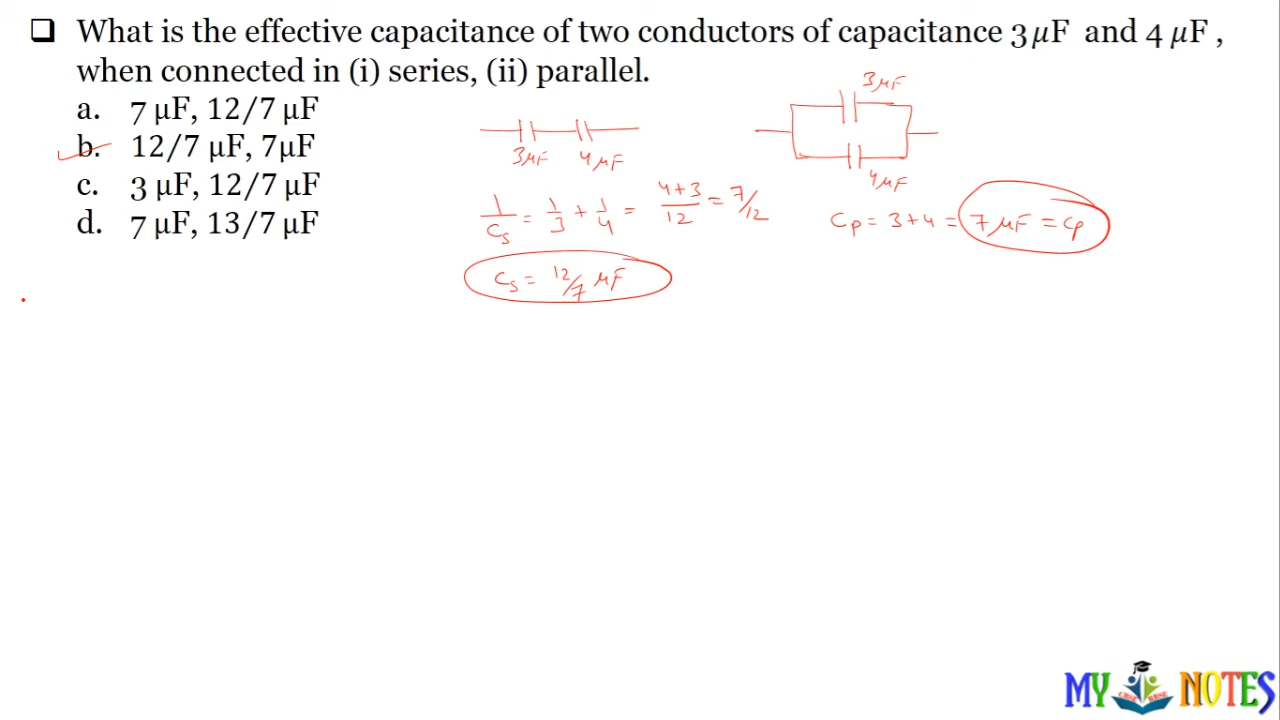 ❑ What is the effective capacitance of two conductors of capacitance 3 μF and 4 μF ,
when connected in (i) series, (ii) parallel.
a. 7 μF, 12/7 μF
b. 12/7 μF, 7μF
c. 3 μF, 12/7 μF
d. 7 μF, 13/7 μF
3μF 4μF
1/Cs = 1/3 + 1/4 = (4+3)/12 = 7/12
Cs = 12/7 μF
3μF
4μF
Cp = 3+4 = 7 μF = Cp
MY NOTES